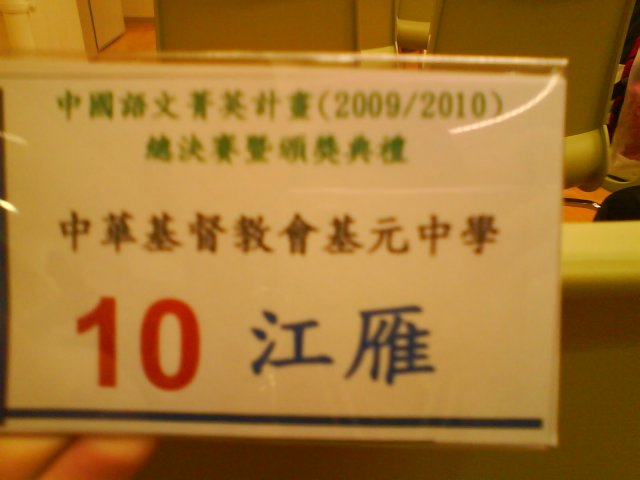 中國語文菁英計畫(2009/2010)
總決賽暨頒獎典禮
中華基督教會基元中學
10 江雁